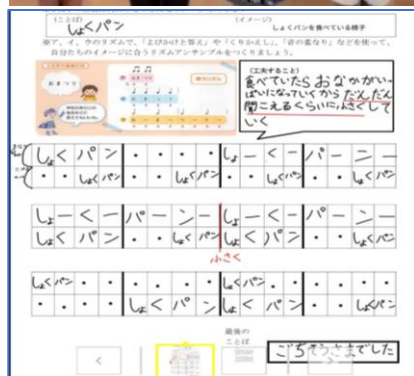 (ことば)
しょくパン
(イメージ)
しょくパンを食べている様子
※ア、イ、ウのリズムで、「よびかけと答え」や「くりかえし」、「音の重なり」などを使って、
自分たちのイメージに合うリズムアンサンブルをつくりましょう。
おまつり
(工夫すること)
食べていたらおなかがいっ
ぱいになっていくからだんだん
聞こえるくらいに小さくして
いく
しょくパン・・・・しょーくーパーンー
・・しょくパン・・しょくパン・・しょくパン・・しょくパン
しょーくーパーンーしょーくーパーンー
しょくパン・・しょくパンしょくパン・・しょくパン
小さく
しょくパン・・・・・・しょくパン・・・・・・
・・・・しょくパンしょくパン・・しょくパン
最後の
ことば
ごちそうさまでした